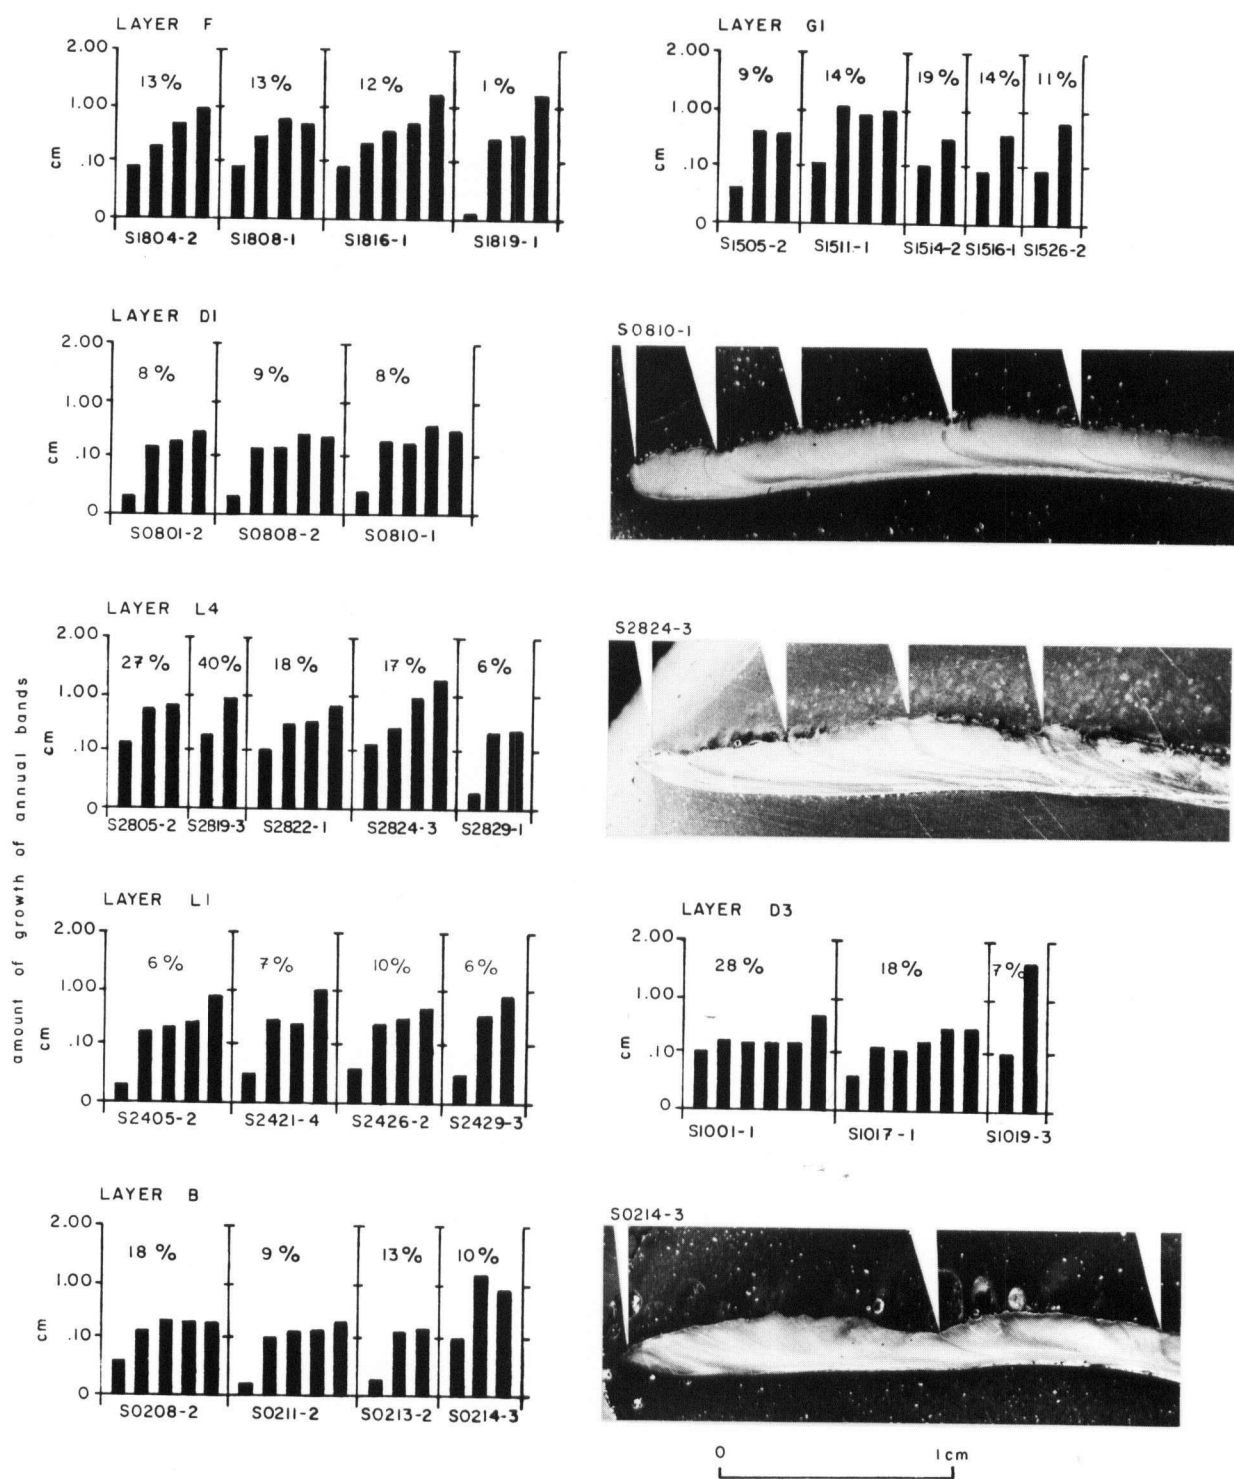 LAYER F
2.00
1.00
.10
0
cm
13% 13% 12% 1%
S1804-2 S1808-1 S1816-1 S1819-1
LAYER G1
2.00
1.00
.10
0
cm
9% 14% 19% 14% 11%
S1505-2 S1511-1 S1514-2 S1516-1 S1526-2
LAYER D1
2.00
1.00
.10
0
cm
8% 9% 8%
S0801-2 S0808-2 S0810-1
S0810-1
LAYER L4
2.00
1.00
.10
0
cm
27% 40% 18% 17% 6%
S2805-2 S2819-3 S2822-1 S2824-3 S2829-1
S2824-3
amount of growth of annual bands
LAYER L1
2.00
1.00
.10
0
cm
6% 7% 10% 6%
S2405-2 S2421-4 S2426-2 S2429-3
LAYER D3
2.00
1.00
.10
0
cm
28% 18% 7%
S1001-1 S1017-1 S1019-3
LAYER B
2.00
1.00
.10
0
cm
18% 9% 13% 10%
S0208-2 S0211-2 S0213-2 S0214-3
S0214-3
0 1cm